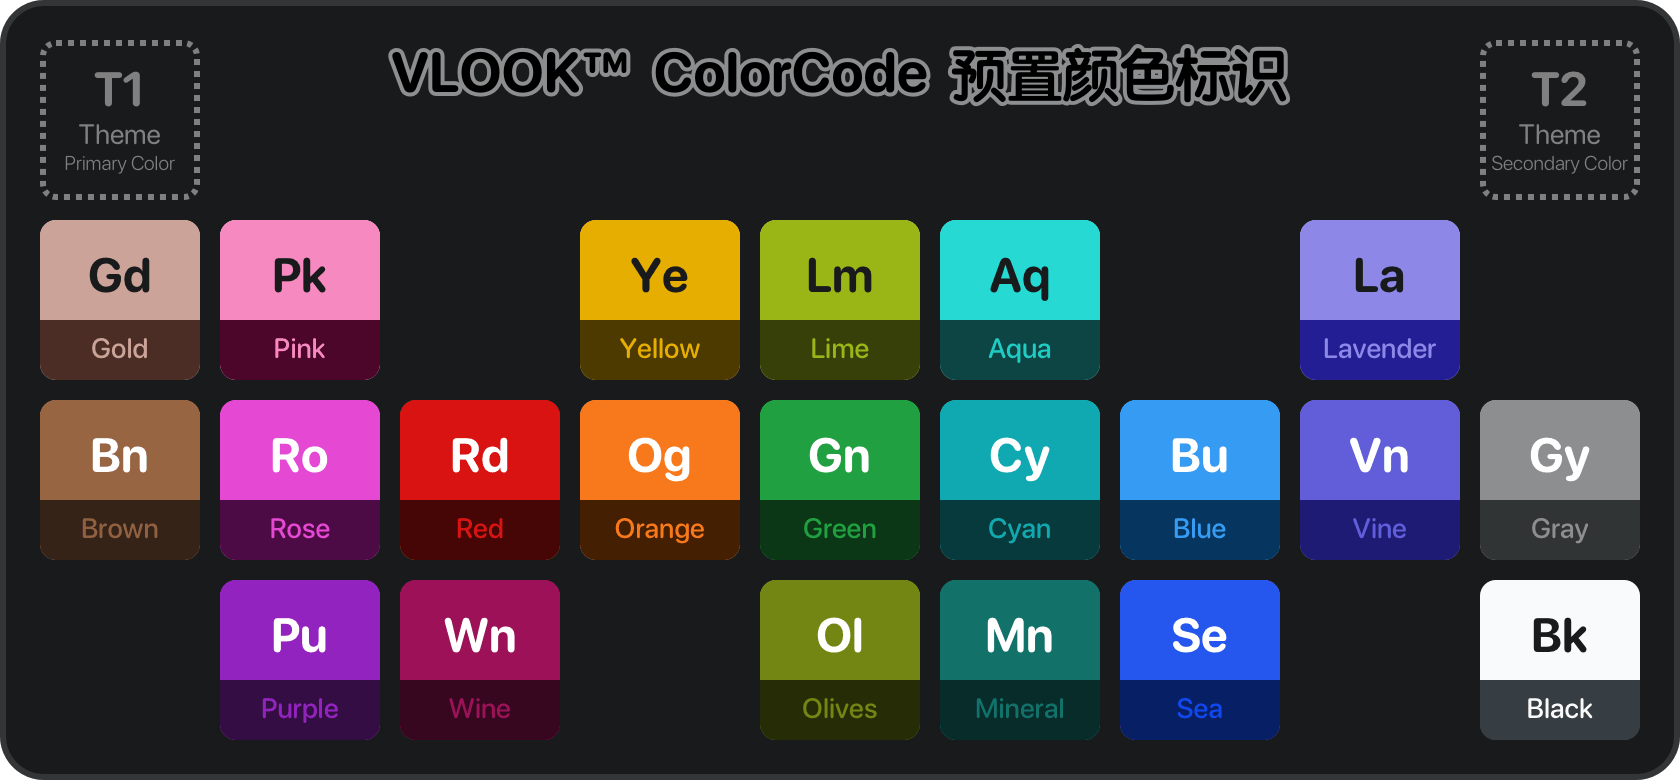 VLOOK™ ColorCode 预置颜色标识
T1
Theme
Primary Color
T2
Theme
Secondary Color
Gd
Gold
Pk
Pink
Ye
Yellow
Lm
Lime
Aq
Aqua
La
Lavender
Bn
Brown
Ro
Rose
Rd
Red
Og
Orange
Gn
Green
Cy
Cyan
Bu
Blue
Vn
Vine
Gy
Gray
Pu
Purple
Wn
Wine
Ol
Olives
Mn
Mineral
Se
Sea
Bk
Black